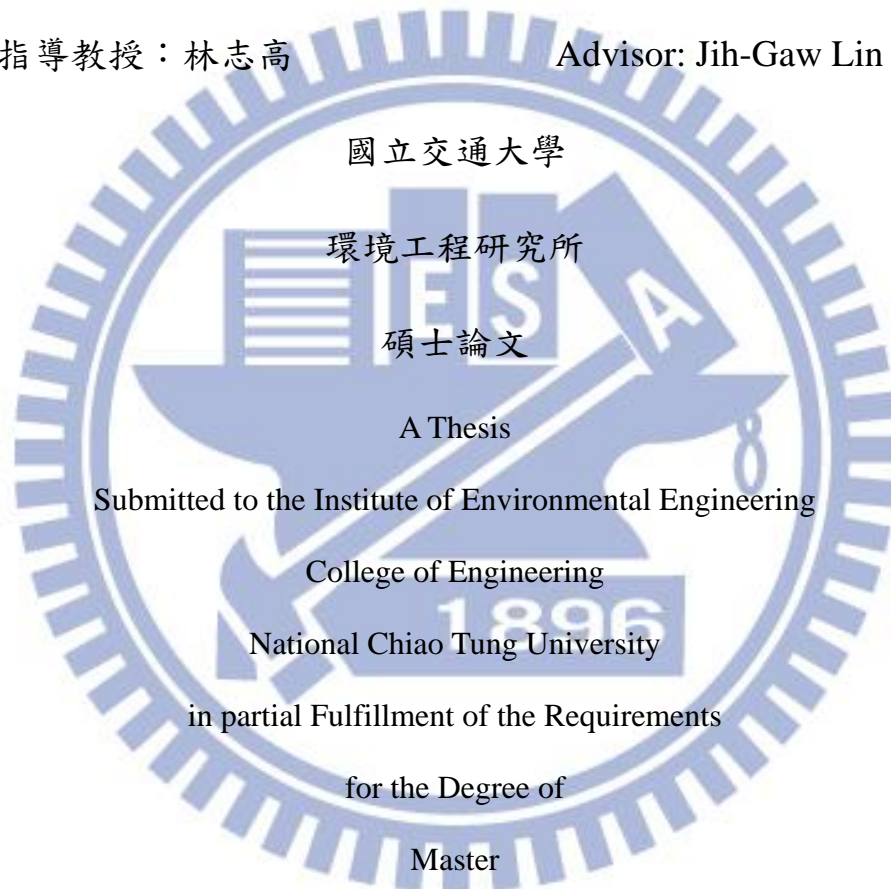 指導教授：林志高 Advisor: Jih-Gaw Lin
國立交通大學
環境工程研究所
ESA
碩士論文
A Thesis
Submitted to the Institute of Environmental Engineering
College of Engineering
1896
National Chiao Tung University
in partial Fulfillment of the Requirements
for the Degree of
Master